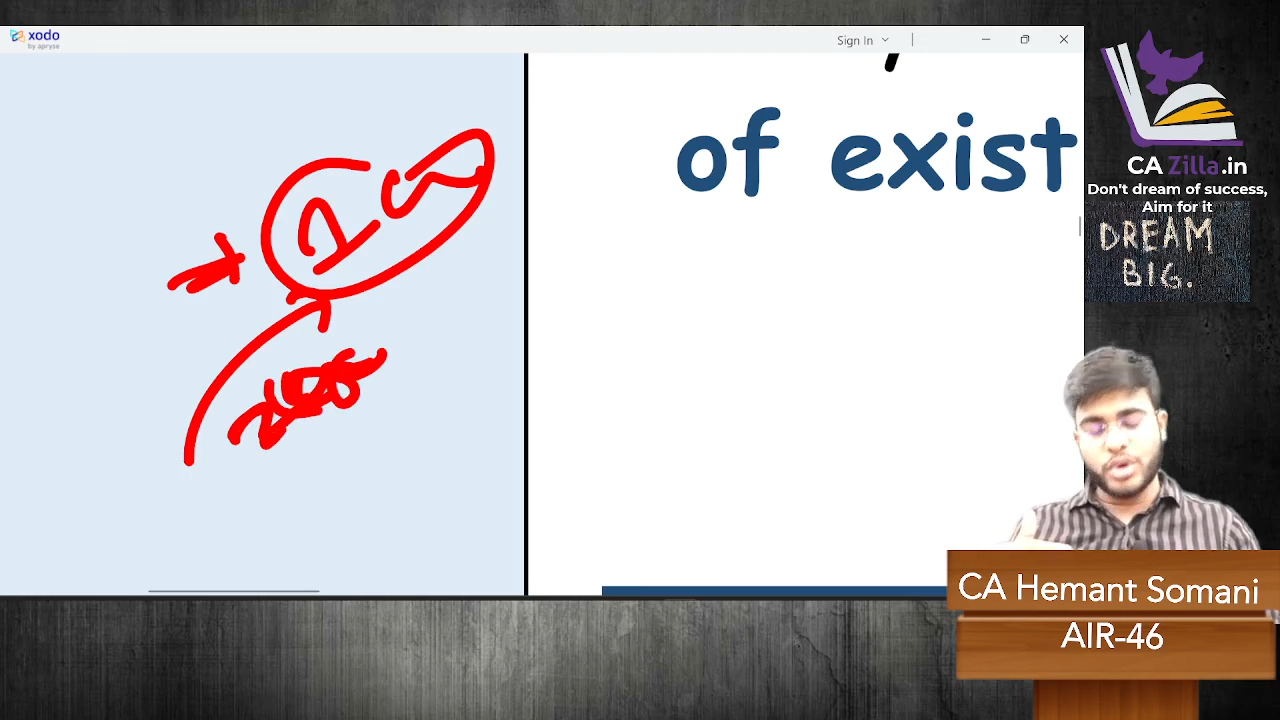 xodo
by apryse
Sign In
of exist
CA Zilla.in
Don't dream of success,
Aim for it
DREAM
BIG.
CA Hemant Somani
AIR-46